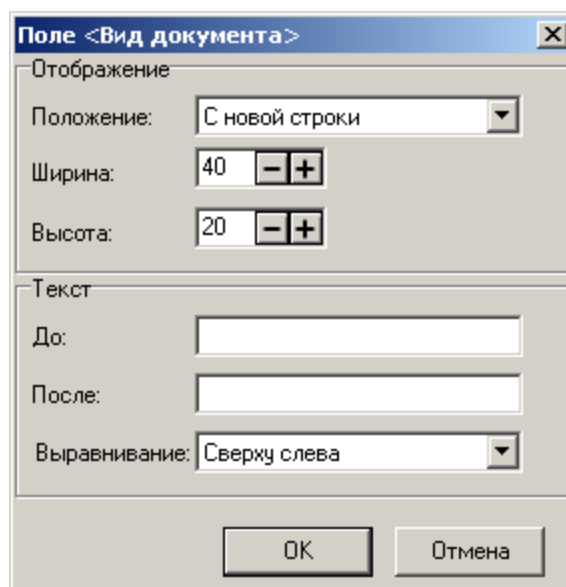 Поле <Вид документа>
Отображение
Положение: С новой строки
Ширина: 40
Высота: 20
Текст
До:
После:
Выравнивание: Сверху слева
OK Отмена